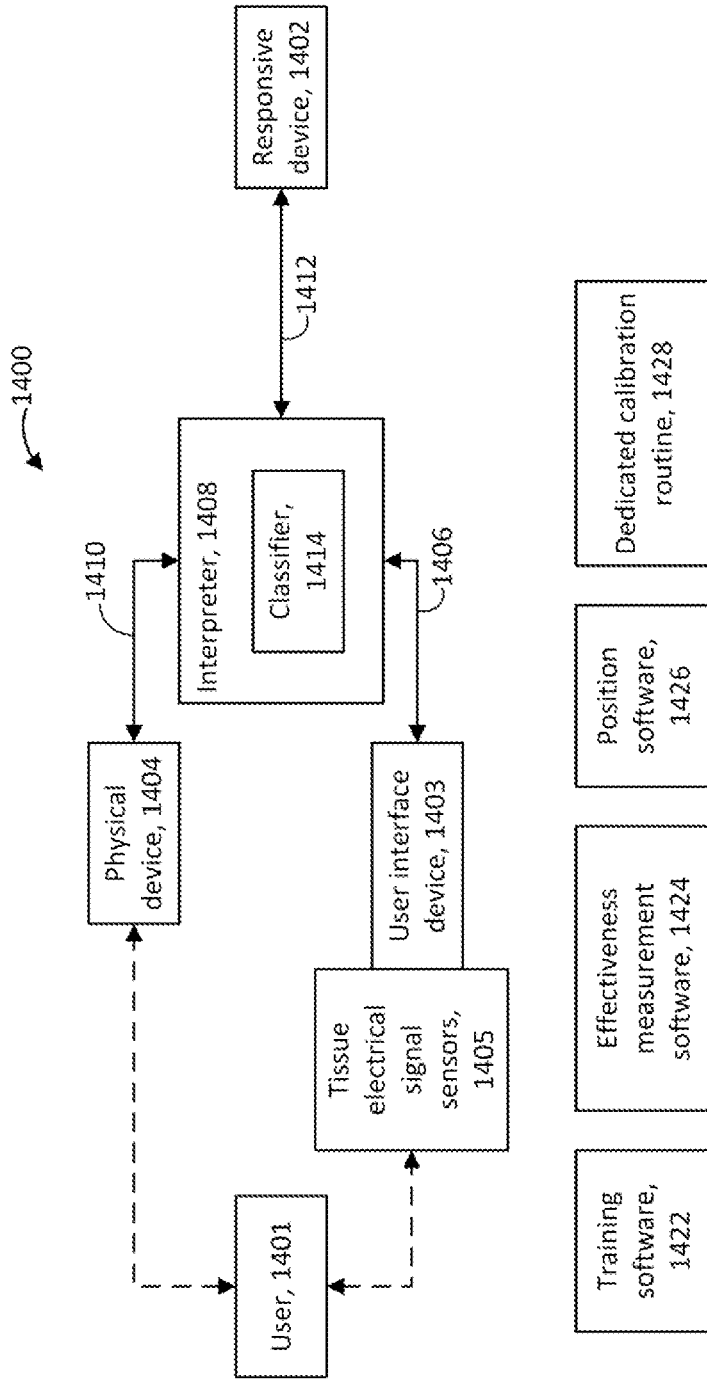 1400
User, 1401
Physical
device, 1404
1410
Tissue
electrical
signal
sensors,
1405
User interface
device, 1403
1406
Interpreter, 1408
Classifier,
1414
1412
Responsive
device, 1402
Training
software,
1422
Effectiveness
measurement
software, 1424
Position
software,
1426
Dedicated calibration
routine, 1428